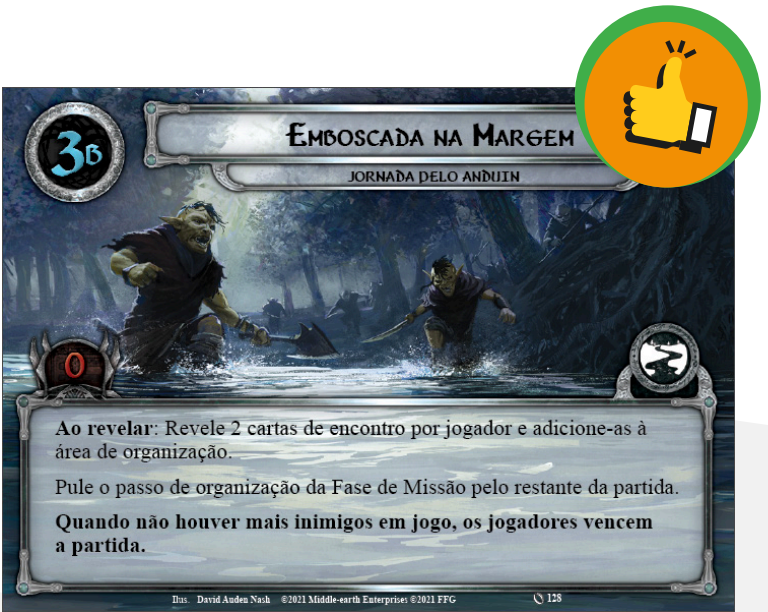 3B
EMBOSCADA NA MARGEM
JORNADA PELO ANDUIN
0
Ao revelar: Revele 2 cartas de encontro por jogador e adicione-as à
área de organização.
Pule o passo de organização da Fase de Missão pelo restante da partida.
Quando não houver mais inimigos em jogo, os jogadores vencem
a partida.
Ilus. David Auden Nash ©2021 Middle-earth Enterprises ©2021 FFG 128